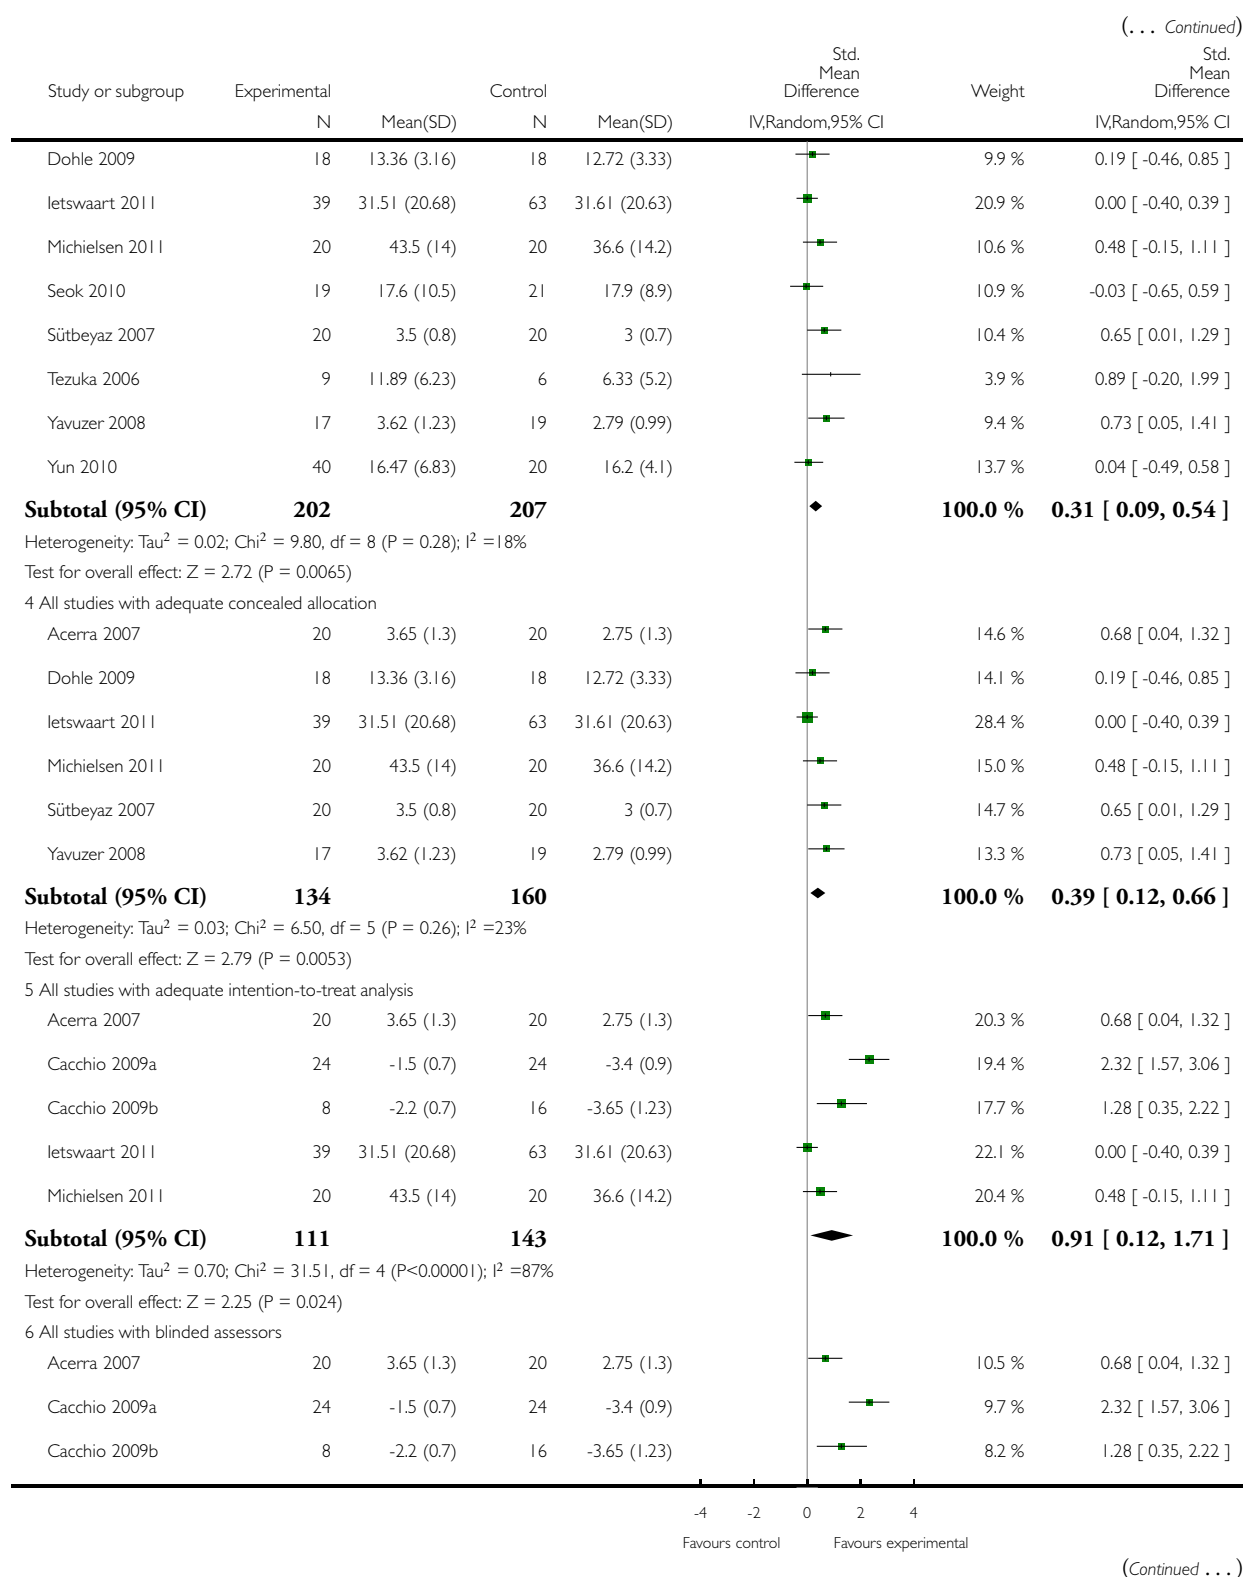 (... Continued)
Study or subgroup Experimental Control Std. Mean Difference Weight Std. Mean Difference
N Mean(SD) N Mean(SD) IV,Random,95% CI IV,Random,95% CI
Dohle 2009 18 13.36 (3.16) 18 12.72 (3.33) 9.9 % 0.19 [ -0.46, 0.85 ]
Ietswaart 2011 39 31.51 (20.68) 63 31.61 (20.63) 20.9 % 0.00 [ -0.40, 0.39 ]
Michielsen 2011 20 43.5 (14) 20 36.6 (14.2) 10.6 % 0.48 [ -0.15, 1.11 ]
Seok 2010 19 17.6 (10.5) 21 17.9 (8.9) 10.9 % -0.03 [ -0.65, 0.59 ]
Sütbeyaz 2007 20 3.5 (0.8) 20 3 (0.7) 10.4 % 0.65 [ 0.01, 1.29 ]
Tezuka 2006 9 11.89 (6.23) 6 6.33 (5.2) 3.9 % 0.89 [ -0.20, 1.99 ]
Yavuzer 2008 17 3.62 (1.23) 19 2.79 (0.99) 9.4 % 0.73 [ 0.05, 1.41 ]
Yun 2010 40 16.47 (6.83) 20 16.2 (4.1) 13.7 % 0.04 [ -0.49, 0.58 ]
Subtotal (95% CI) 202 207 100.0 % 0.31 [ 0.09, 0.54 ]
Heterogeneity: Tau² = 0.02; Chi² = 9.80, df = 8 (P = 0.28); I² =18%
Test for overall effect: Z = 2.72 (P = 0.0065)
4 All studies with adequate concealed allocation
Acerra 2007 20 3.65 (1.3) 20 2.75 (1.3) 14.6 % 0.68 [ 0.04, 1.32 ]
Dohle 2009 18 13.36 (3.16) 18 12.72 (3.33) 14.1 % 0.19 [ -0.46, 0.85 ]
Ietswaart 2011 39 31.51 (20.68) 63 31.61 (20.63) 28.4 % 0.00 [ -0.40, 0.39 ]
Michielsen 2011 20 43.5 (14) 20 36.6 (14.2) 15.0 % 0.48 [ -0.15, 1.11 ]
Sütbeyaz 2007 20 3.5 (0.8) 20 3 (0.7) 14.7 % 0.65 [ 0.01, 1.29 ]
Yavuzer 2008 17 3.62 (1.23) 19 2.79 (0.99) 13.3 % 0.73 [ 0.05, 1.41 ]
Subtotal (95% CI) 134 160 100.0 % 0.39 [ 0.12, 0.66 ]
Heterogeneity: Tau² = 0.03; Chi² = 6.50, df = 5 (P = 0.26); I² =23%
Test for overall effect: Z = 2.79 (P = 0.0053)
5 All studies with adequate intention-to-treat analysis
Acerra 2007 20 3.65 (1.3) 20 2.75 (1.3) 20.3 % 0.68 [ 0.04, 1.32 ]
Cacchio 2009a 24 -1.5 (0.7) 24 -3.4 (0.9) 19.4 % 2.32 [ 1.57, 3.06 ]
Cacchio 2009b 8 -2.2 (0.7) 16 -3.65 (1.23) 17.7 % 1.28 [ 0.35, 2.22 ]
Ietswaart 2011 39 31.51 (20.68) 63 31.61 (20.63) 22.1 % 0.00 [ -0.40, 0.39 ]
Michielsen 2011 20 43.5 (14) 20 36.6 (14.2) 20.4 % 0.48 [ -0.15, 1.11 ]
Subtotal (95% CI) 111 143 100.0 % 0.91 [ 0.12, 1.71 ]
Heterogeneity: Tau² = 0.70; Chi² = 31.51, df = 4 (P<0.00001); I² =87%
Test for overall effect: Z = 2.25 (P = 0.024)
6 All studies with blinded assessors
Acerra 2007 20 3.65 (1.3) 20 2.75 (1.3) 10.5 % 0.68 [ 0.04, 1.32 ]
Cacchio 2009a 24 -1.5 (0.7) 24 -3.4 (0.9) 9.7 % 2.32 [ 1.57, 3.06 ]
Cacchio 2009b 8 -2.2 (0.7) 16 -3.65 (1.23) 8.2 % 1.28 [ 0.35, 2.22 ]
-4 -2 0 2 4
Favours control Favours experimental
(Continued ...)